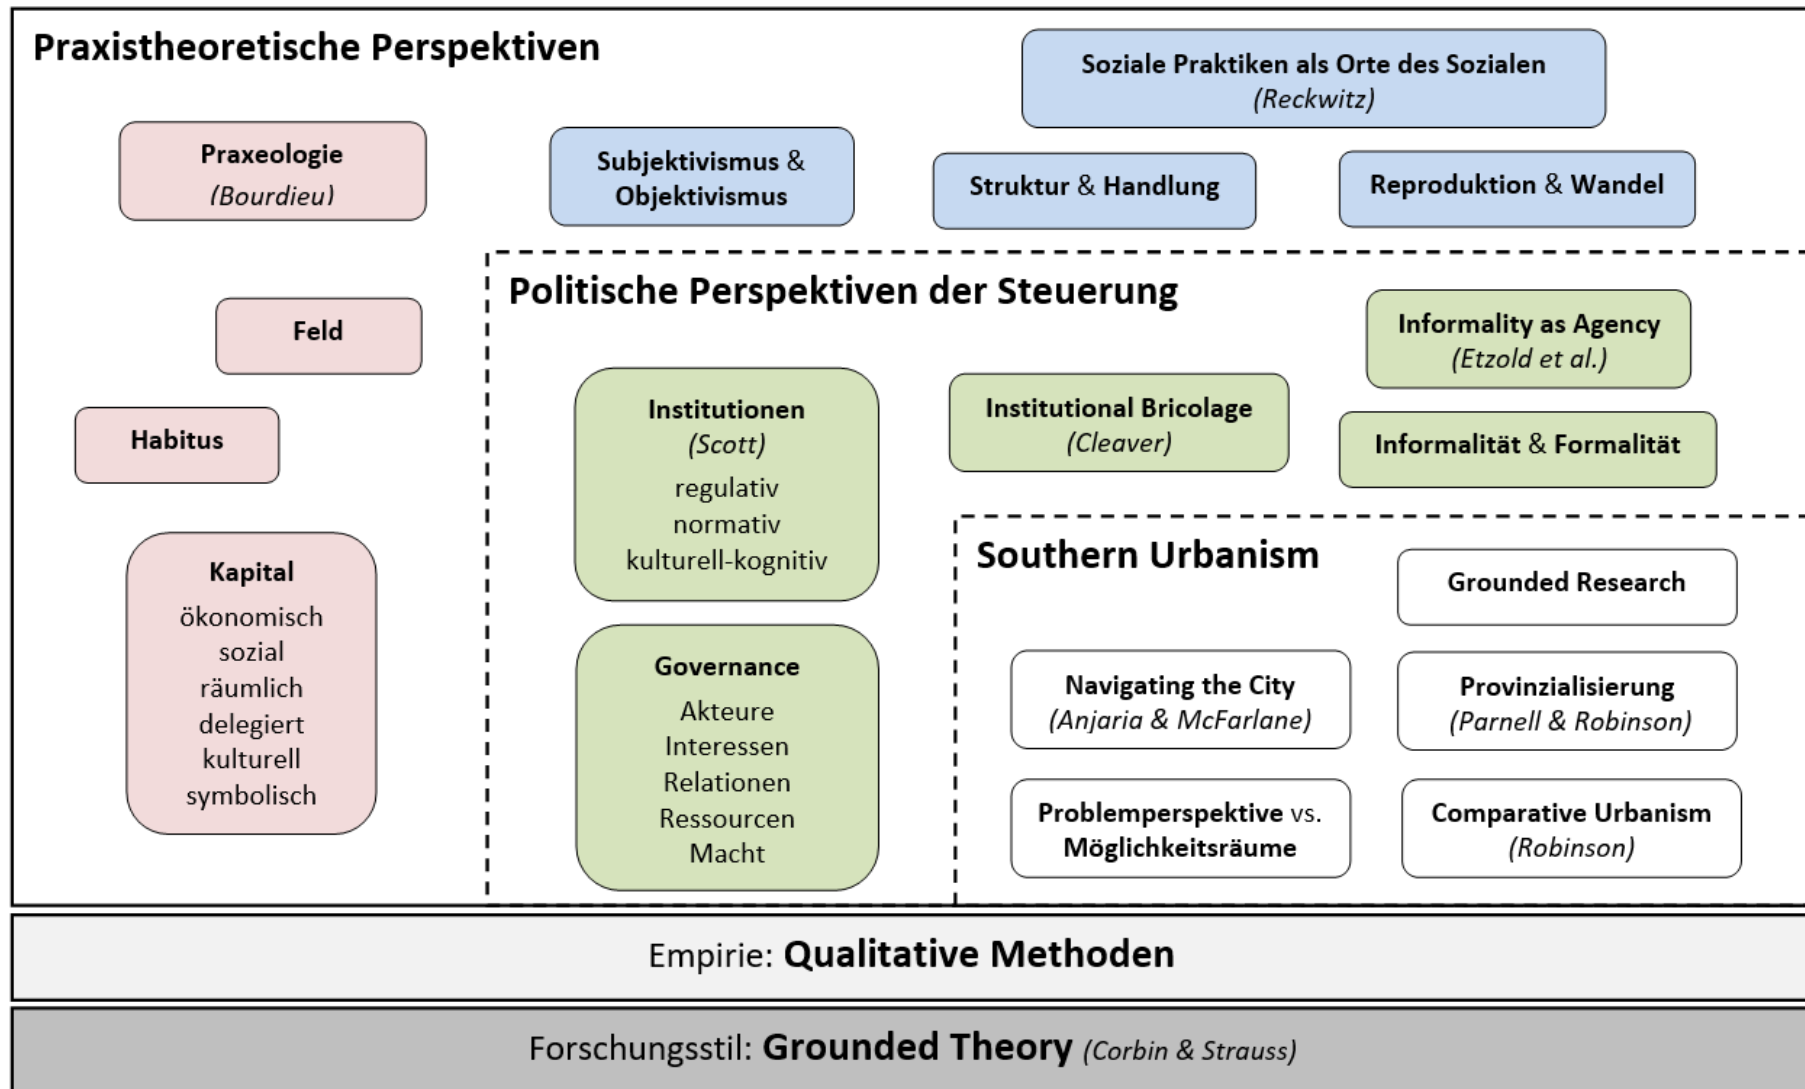 Praxistheoretische Perspektiven
Soziale Praktiken als Orte des Sozialen
(Reckwitz)
Praxeologie
(Bourdieu)
Subjektivismus &
Objektivismus
Struktur & Handlung
Reproduktion & Wandel
Feld
Habitus
Kapital
ökonomisch
sozial
räumlich
delegiert
kulturell
symbolisch
Politische Perspektiven der Steuerung
Institutionen
(Scott)
regulativ
normativ
kulturell-kognitiv
Governance
Akteure
Interessen
Relationen
Ressourcen
Macht
Institutional Bricolage
(Cleaver)
Informality as Agency
(Etzold et al.)
Informalität & Formalität
Southern Urbanism
Grounded Research
Navigating the City
(Anjaria & McFarlane)
Provinzialisierung
(Parnell & Robinson)
Problemperspektive vs.
Möglichkeitsräume
Comparative Urbanism
(Robinson)
Empirie: Qualitative Methoden
Forschungsstil: Grounded Theory (Corbin & Strauss)